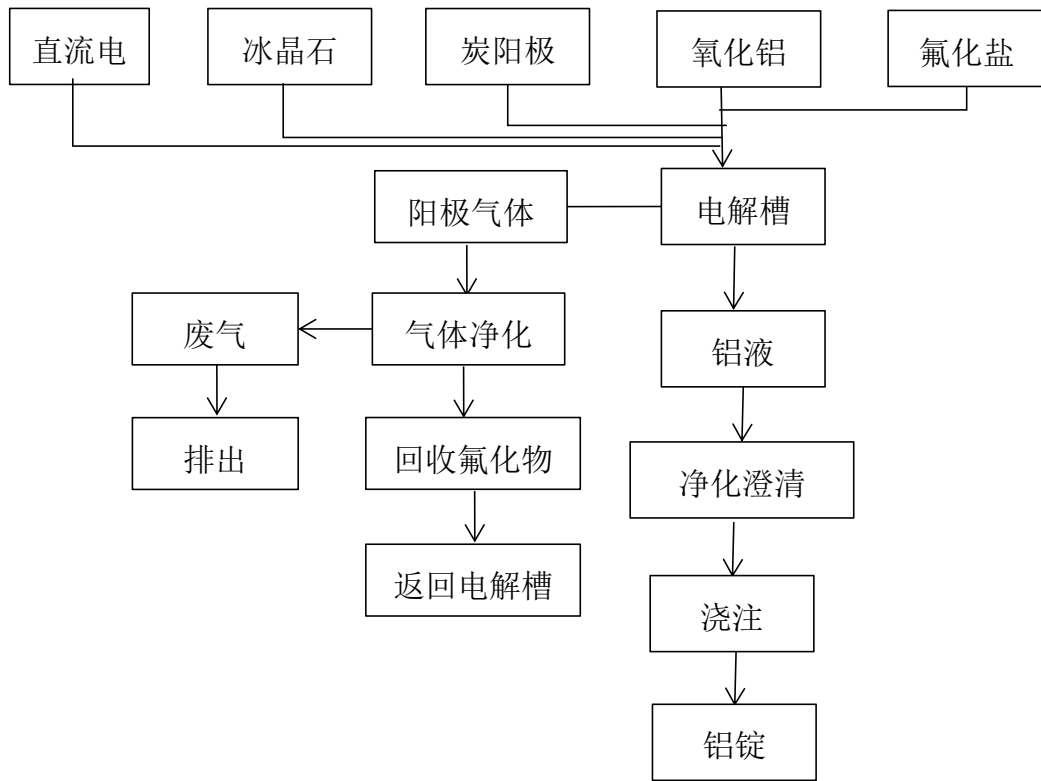 直流电
冰晶石
炭阳极
氧化铝
氟化盐
阳极气体
电解槽
废气
气体净化
铝液
排出
回收氟化物
净化澄清
返回电解槽
浇注
铝锭